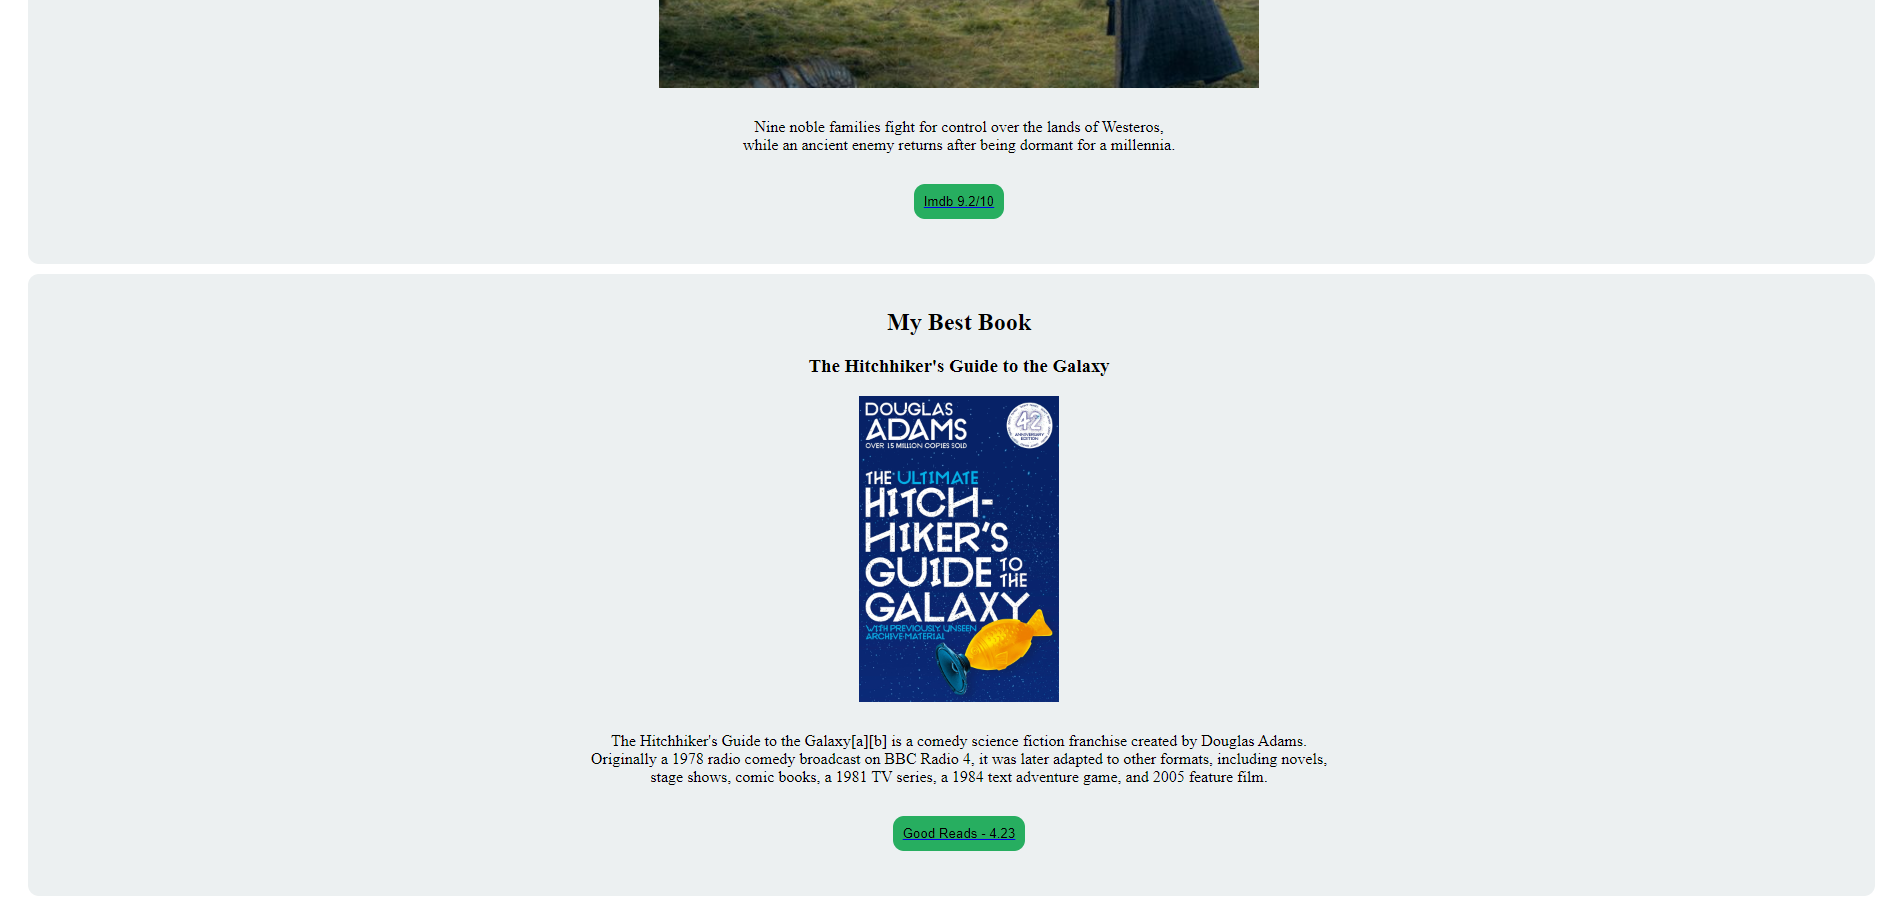 Nine noble families fight for control over the lands of Westeros,
while an ancient enemy returns after being dormant for a millennia.
Imdb 9.2/10
My Best Book
The Hitchhiker's Guide to the Galaxy
DOUGLAS
ADAMS
OVER 15 MILLION COPIES SOLD
42
ANNIVERSARY
EDITION
THE ULTIMATE
HITCH-
HIKER'S
GUIDE TO THE
GALAXY
WITH PREVIOUSLY UNSEEN
ARCHIVE MATERIAL
The Hitchhiker's Guide to the Galaxy[a][b] is a comedy science fiction franchise created by Douglas Adams.
Originally a 1978 radio comedy broadcast on BBC Radio 4, it was later adapted to other formats, including novels,
stage shows, comic books, a 1981 TV series, a 1984 text adventure game, and 2005 feature film.
Good Reads - 4.23